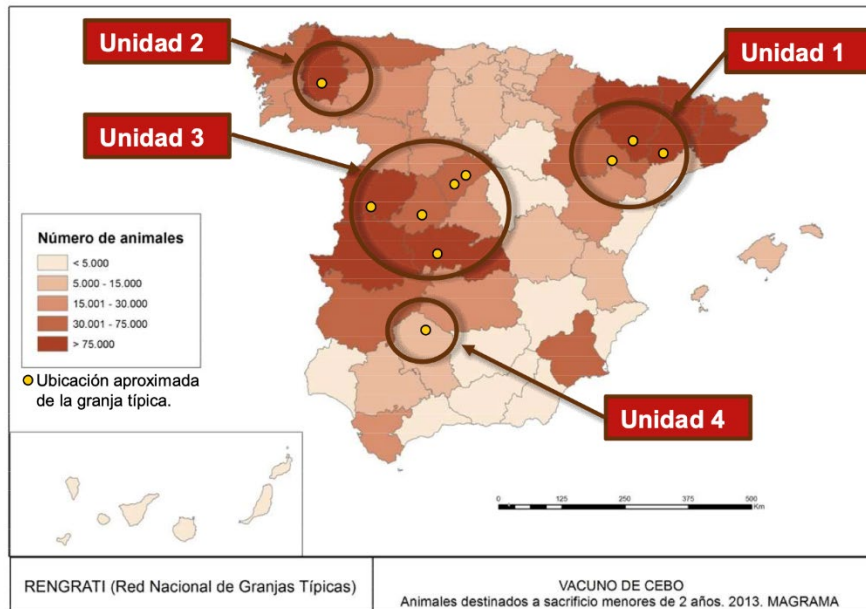 Unidad 2
Unidad 1
Unidad 3
Número de animales
< 5.000
5.000 - 15.000
15.001 - 30.000
30.001 - 75.000
> 75.000
Ubicación aproximada
de la granja típica.
Unidad 4
0 125 250 375 500
Km
RENGRATI (Red Nacional de Granjas Típicas)
VACUNO DE CEBO
Animales destinados a sacrificio menores de 2 años. 2013. MAGRAMA